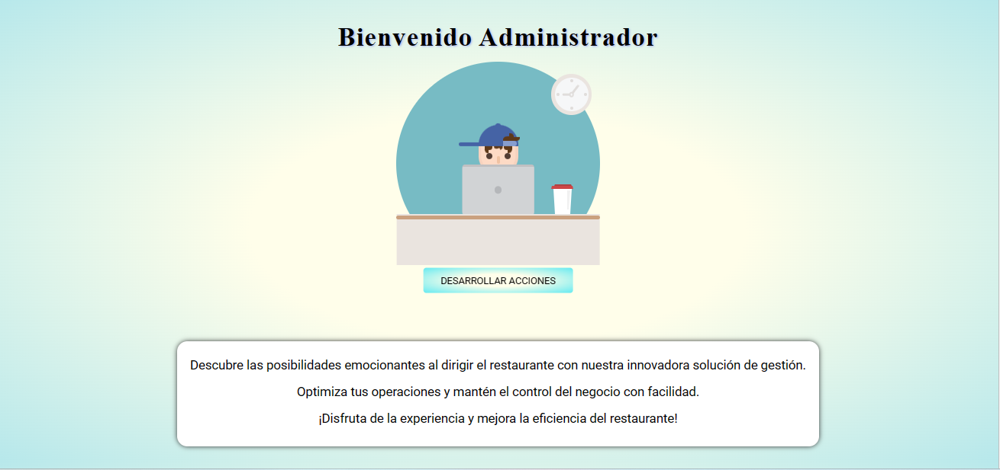 Bienvenido Administrador
DESARROLLAR ACCIONES
Descubre las posibilidades emocionantes al dirigir el restaurante con nuestra innovadora solución de gestión.
Optimiza tus operaciones y mantén el control del negocio con facilidad.
¡Disfruta de la experiencia y mejora la eficiencia del restaurante!